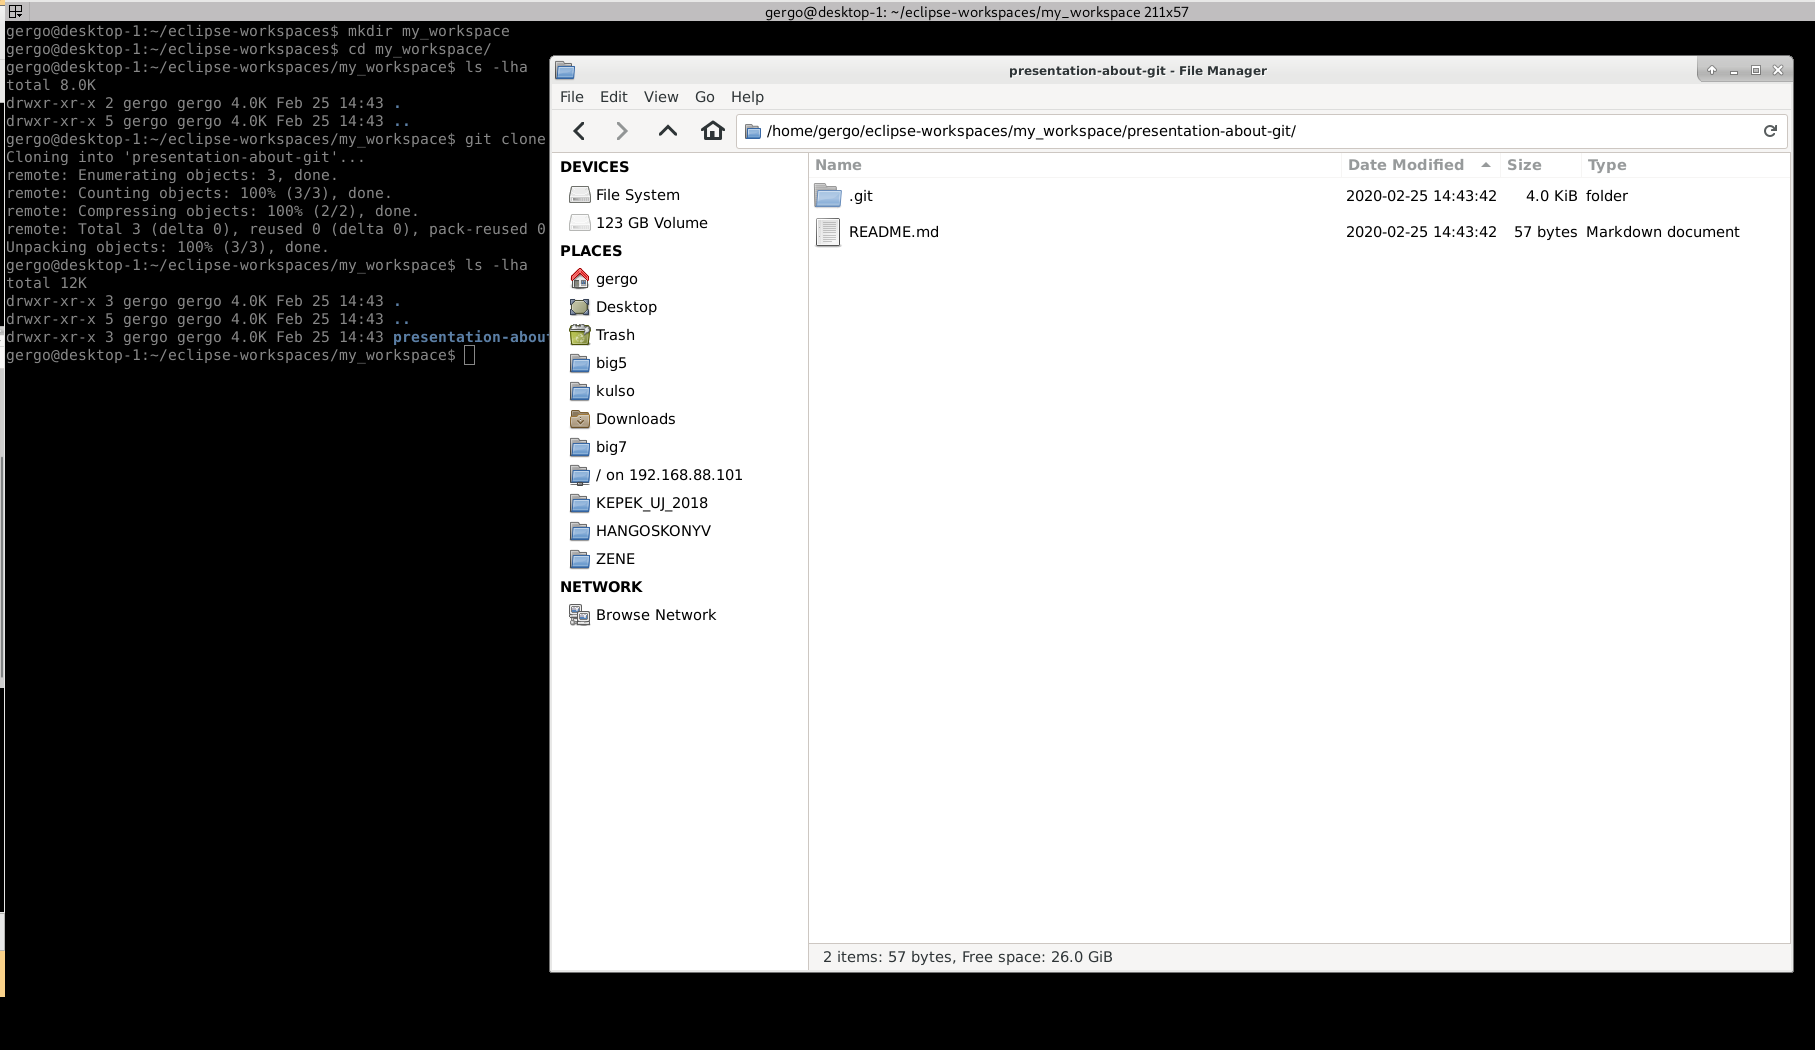 gergo@desktop-1: ~/eclipse-workspaces/my_workspace 211x57
gergo@desktop-1:~/eclipse-workspaces$ mkdir my_workspace
gergo@desktop-1:~/eclipse-workspaces$ cd my_workspace/
gergo@desktop-1:~/eclipse-workspaces/my_workspace$ ls -lha
total 8.0K
drwxr-xr-x 2 gergo gergo 4.0K Feb 25 14:43 .
drwxr-xr-x 5 gergo gergo 4.0K Feb 25 14:43 ..
gergo@desktop-1:~/eclipse-workspaces/my_workspace$ git clone
Cloning into 'presentation-about-git'...
remote: Enumerating objects: 3, done.
remote: Counting objects: 100% (3/3), done.
remote: Compressing objects: 100% (2/2), done.
remote: Total 3 (delta 0), reused 0 (delta 0), pack-reused 0
Unpacking objects: 100% (3/3), done.
gergo@desktop-1:~/eclipse-workspaces/my_workspace$ ls -lha
total 12K
drwxr-xr-x 3 gergo gergo 4.0K Feb 25 14:43 .
drwxr-xr-x 5 gergo gergo 4.0K Feb 25 14:43 ..
drwxr-xr-x 3 gergo gergo 4.0K Feb 25 14:43 presentation-about
gergo@desktop-1:~/eclipse-workspaces/my_workspace$
presentation-about-git - File Manager
File Edit View Go Help
/home/gergo/eclipse-workspaces/my_workspace/presentation-about-git/
DEVICES
File System
123 GB Volume
PLACES
gergo
Desktop
Trash
big5
kulso
Downloads
big7
/ on 192.168.88.101
KEPEK_UJ_2018
HANGOSKONYV
ZENE
NETWORK
Browse Network
Name Date Modified Size Type
.git 2020-02-25 14:43:42 4.0 KiB folder
README.md 2020-02-25 14:43:42 57 bytes Markdown document
2 items: 57 bytes, Free space: 26.0 GiB